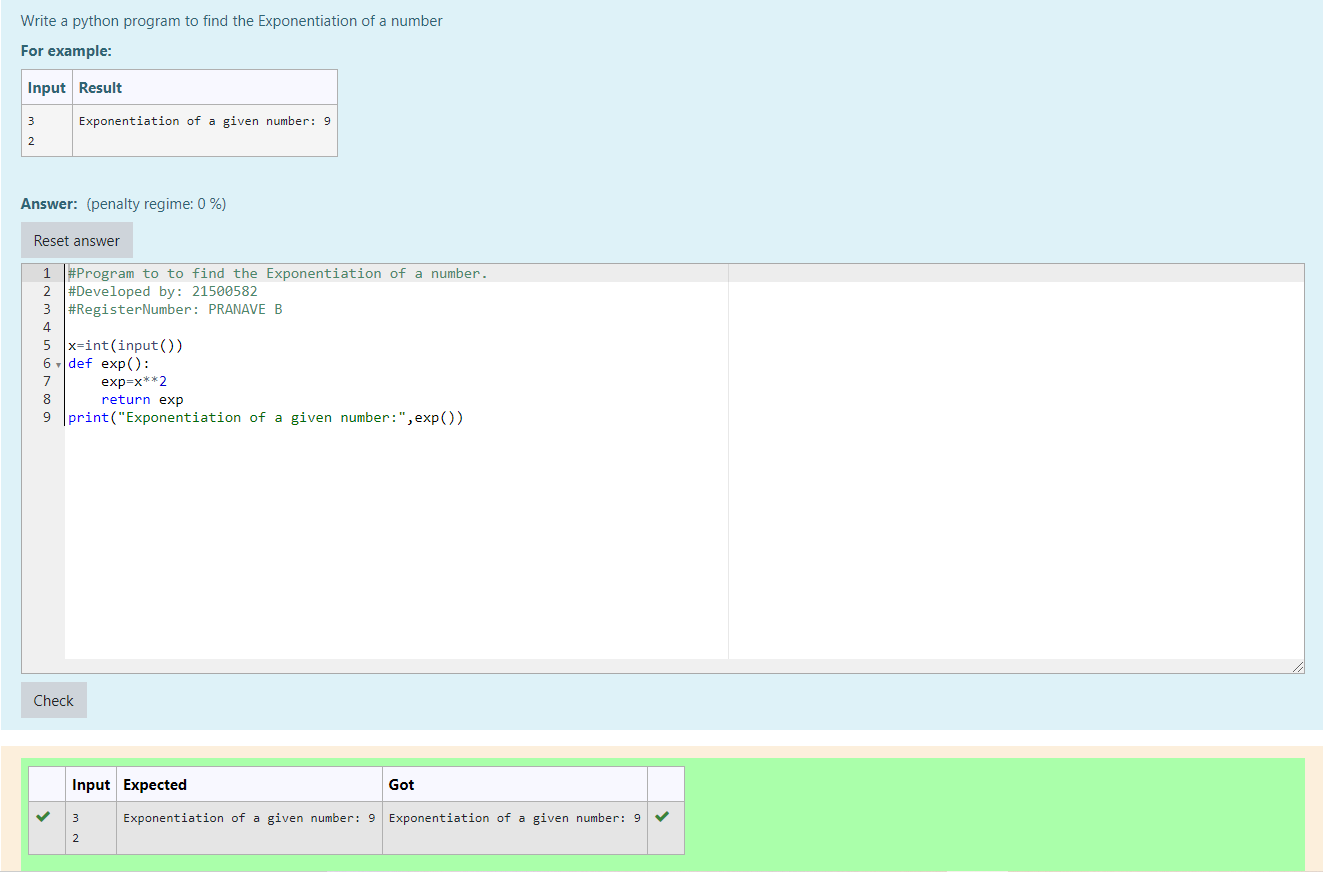 Write a python program to find the Exponentiation of a number
For example:
Input Result
3 Exponentiation of a given number: 9
2
Answer: (penalty regime: 0 %)
Reset answer
1 #Program to to find the Exponentiation of a number.
2 #Developed by: 21500582
3 #RegisterNumber: PRANAVE B
4
5 x=int(input())
6 def exp():
7     exp=x**2
8     return exp
9 print("Exponentiation of a given number:",exp())
Check
Input Expected Got
3 Exponentiation of a given number: 9 Exponentiation of a given number: 9
2